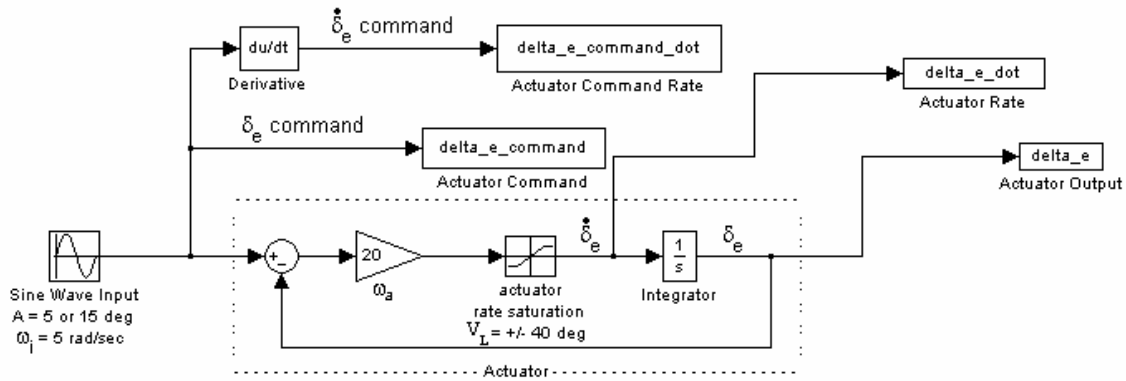 δ̇e command
du/dt
Derivative
delta_e_command_dot
Actuator Command Rate
delta_e_dot
Actuator Rate
δe command
delta_e_command
Actuator Command
delta_e
Actuator Output
Sine Wave Input
A = 5 or 15 deg
ωi = 5 rad/sec
+
-
20
ωa
actuator
rate saturation
VL = +/- 40 deg
δ̇e
1
s
Integrator
δe
Actuator